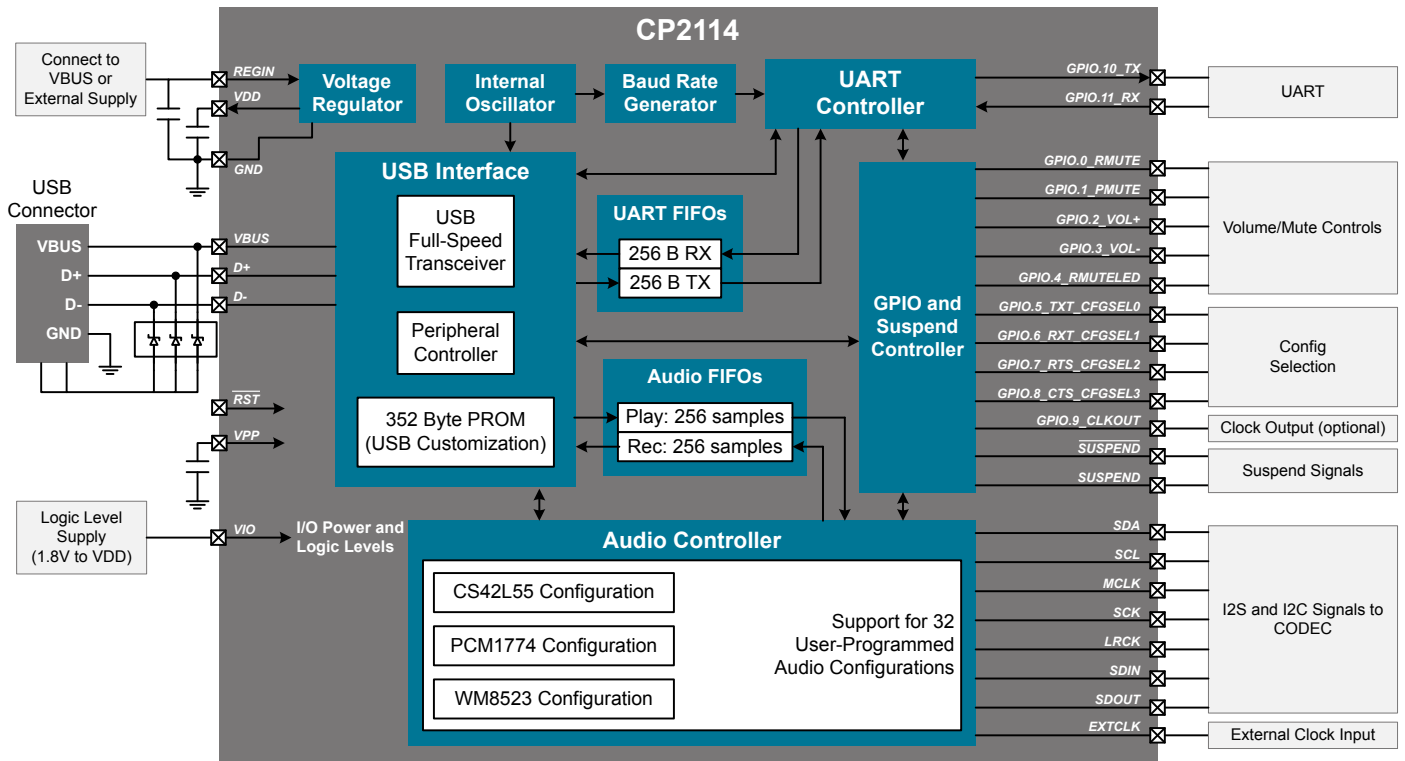 CP2114
Connect to
VBUS or
External Supply
REGIN
VDD
GND
Voltage
Regulator
Internal
Oscillator
Baud Rate
Generator
UART
Controller
GPIO.10_TX
GPIO.11_RX
UART
USB
Connector
VBUS
D+
D-
GND
VBUS
D+
D-
RST
VPP
USB Interface
USB
Full-Speed
Transceiver
Peripheral
Controller
352 Byte PROM
(USB Customization)
UART FIFOs
256 B RX
256 B TX
Audio FIFOs
Play: 256 samples
Rec: 256 samples
GPIO and
Suspend
Controller
GPIO.0_RMUTE
GPIO.1_PMUTE
GPIO.2_VOL+
GPIO.3_VOL-
GPIO.4_RMUTELED
Volume/Mute Controls
GPIO.5_TXT_CFGSEL0
GPIO.6_RXT_CFGSEL1
GPIO.7_RTS_CFGSEL2
GPIO.8_CTS_CFGSEL3
Config
Selection
GPIO.9_CLKOUT
Clock Output (optional)
SUSPEND
SUSPEND
Suspend Signals
Logic Level
Supply
(1.8V to VDD)
VIO
I/O Power and
Logic Levels
Audio Controller
CS42L55 Configuration
PCM1774 Configuration
WM8523 Configuration
Support for 32
User-Programmed
Audio Configurations
SDA
SCL
MCLK
SCK
LRCK
SDIN
SDOUT
I2S and I2C Signals to
CODEC
EXTCLK
External Clock Input